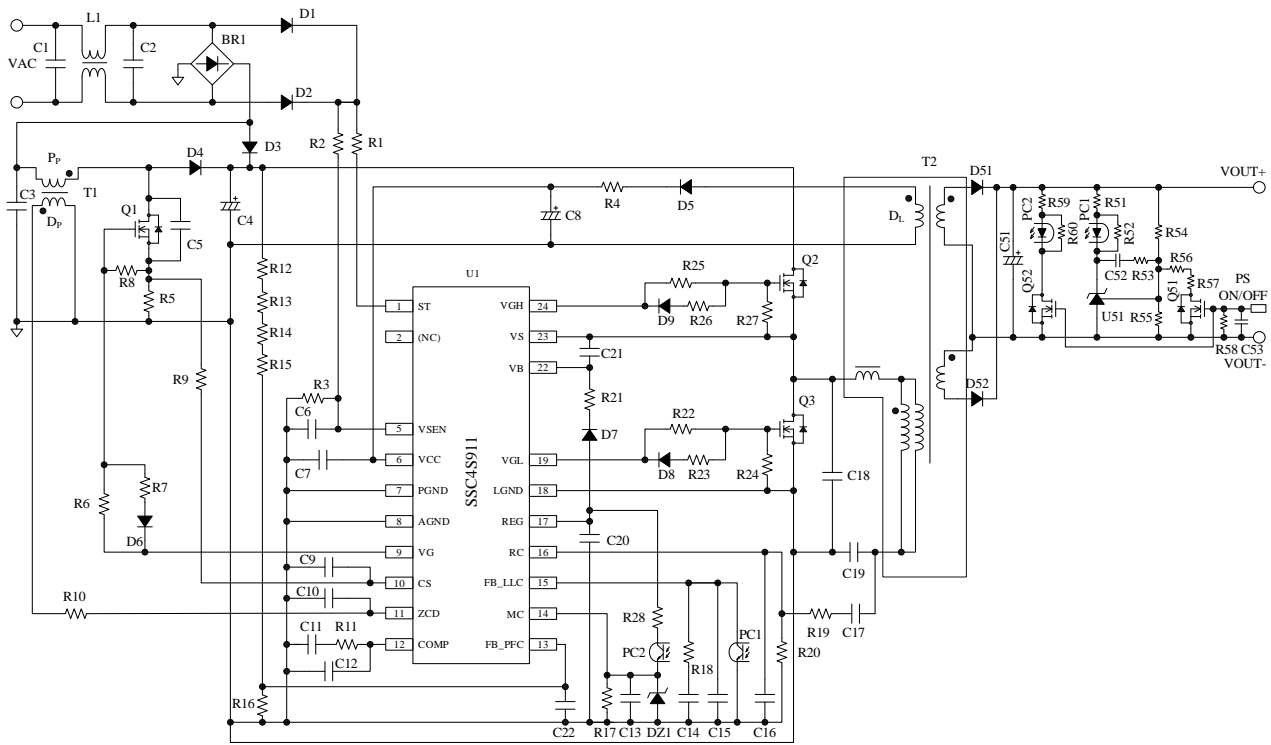 L1
D1
C1
C2
BR1
VAC
D2
R2
R1
D3
PP
D4
T1
C3
DP
Q1
C5
C4
R8
R5
R9
R12
R13
R14
R15
R3
C6
C7
R6
R7
D6
C9
C10
R10
C11
R11
C12
R16
U1
SSC4S911
1 ST
2 (NC)
5 VSEN
6 VCC
7 PGND
8 AGND
9 VG
10 CS
11 ZCD
12 COMP
VGH 24
VS 23
VB 22
VGL 19
LGND 18
REG 17
RC 16
FB_LLC 15
MC 14
FB_PFC 13
C8
R4
D5
DL
T2
Q2
R25
D9
R26
R27
C21
R21
D7
R22
D8
R23
R24
Q3
C20
C18
C19
R19
C17
R20
R28
PC2
R18
PC1
R17
C13
DZ1
C14
C15
C16
C22
D51
D52
C51
PC2
R59
R60
PC1
R51
R52
R54
C52
R53
R56
R57
Q52
U51
R55
Q51
PS
ON/OFF
R58
C53
VOUT+
VOUT-